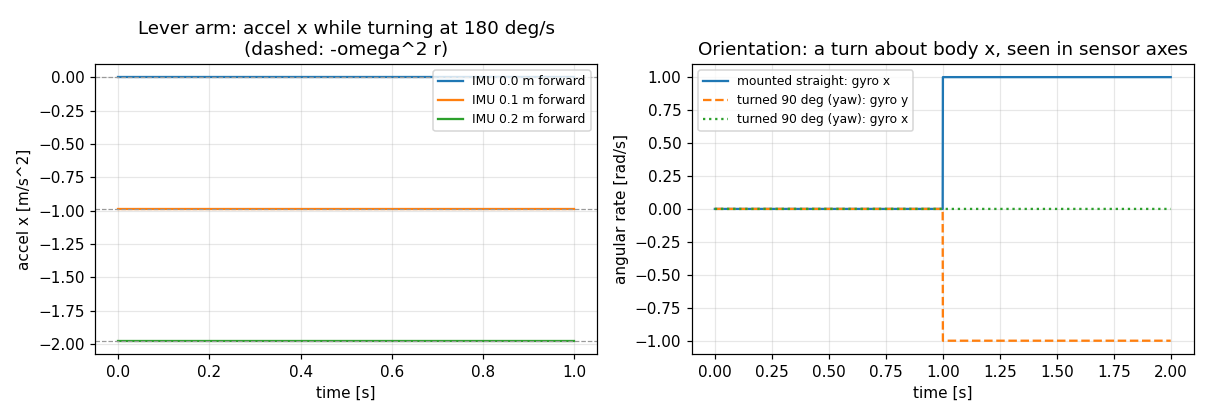 Lever arm: accel x while turning at 180 deg/s
(dashed: -omega^2 r)
accel x [m/s^2]
0.00
−0.25
−0.50
−0.75
−1.00
−1.25
−1.50
−1.75
−2.00
IMU 0.0 m forward
IMU 0.1 m forward
IMU 0.2 m forward
0.0
0.2
0.4
0.6
0.8
1.0
time [s]
Orientation: a turn about body x, seen in sensor axes
angular rate [rad/s]
1.00
0.75
0.50
0.25
0.00
−0.25
−0.50
−0.75
−1.00
mounted straight: gyro x
turned 90 deg (yaw): gyro y
turned 90 deg (yaw): gyro x
0.00
0.25
0.50
0.75
1.00
1.25
1.50
1.75
2.00
time [s]